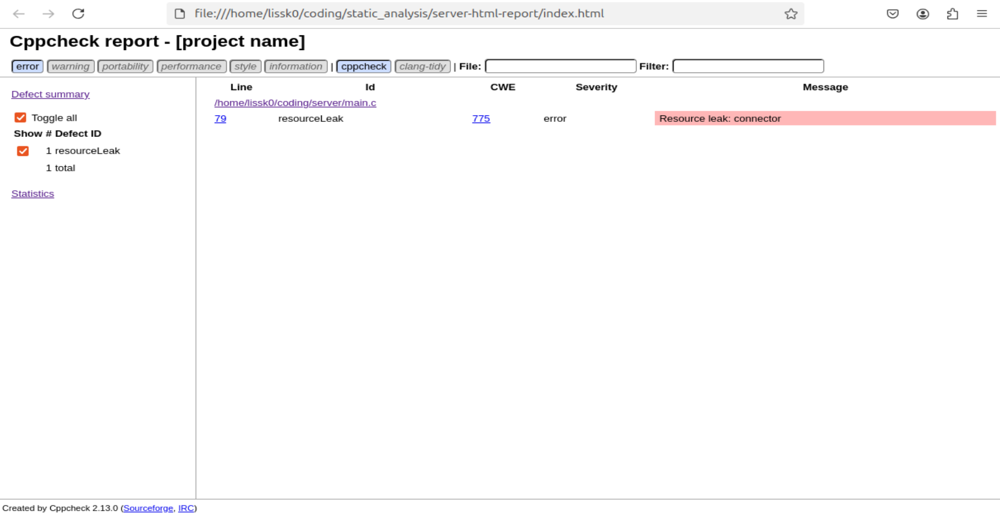 file:///home/lissk0/coding/static_analysis/server-html-report/index.html
Cppcheck report - [project name]
error warning portability performance style information | cppcheck clang-tidy | File: Filter:
Defect summary
Toggle all
Show # Defect ID
1 resourceLeak
1 total
Statistics
Line Id CWE Severity Message
/home/lissk0/coding/server/main.c
79 resourceLeak 775 error Resource leak: connector
Created by Cppcheck 2.13.0 (Sourceforge, IRC)